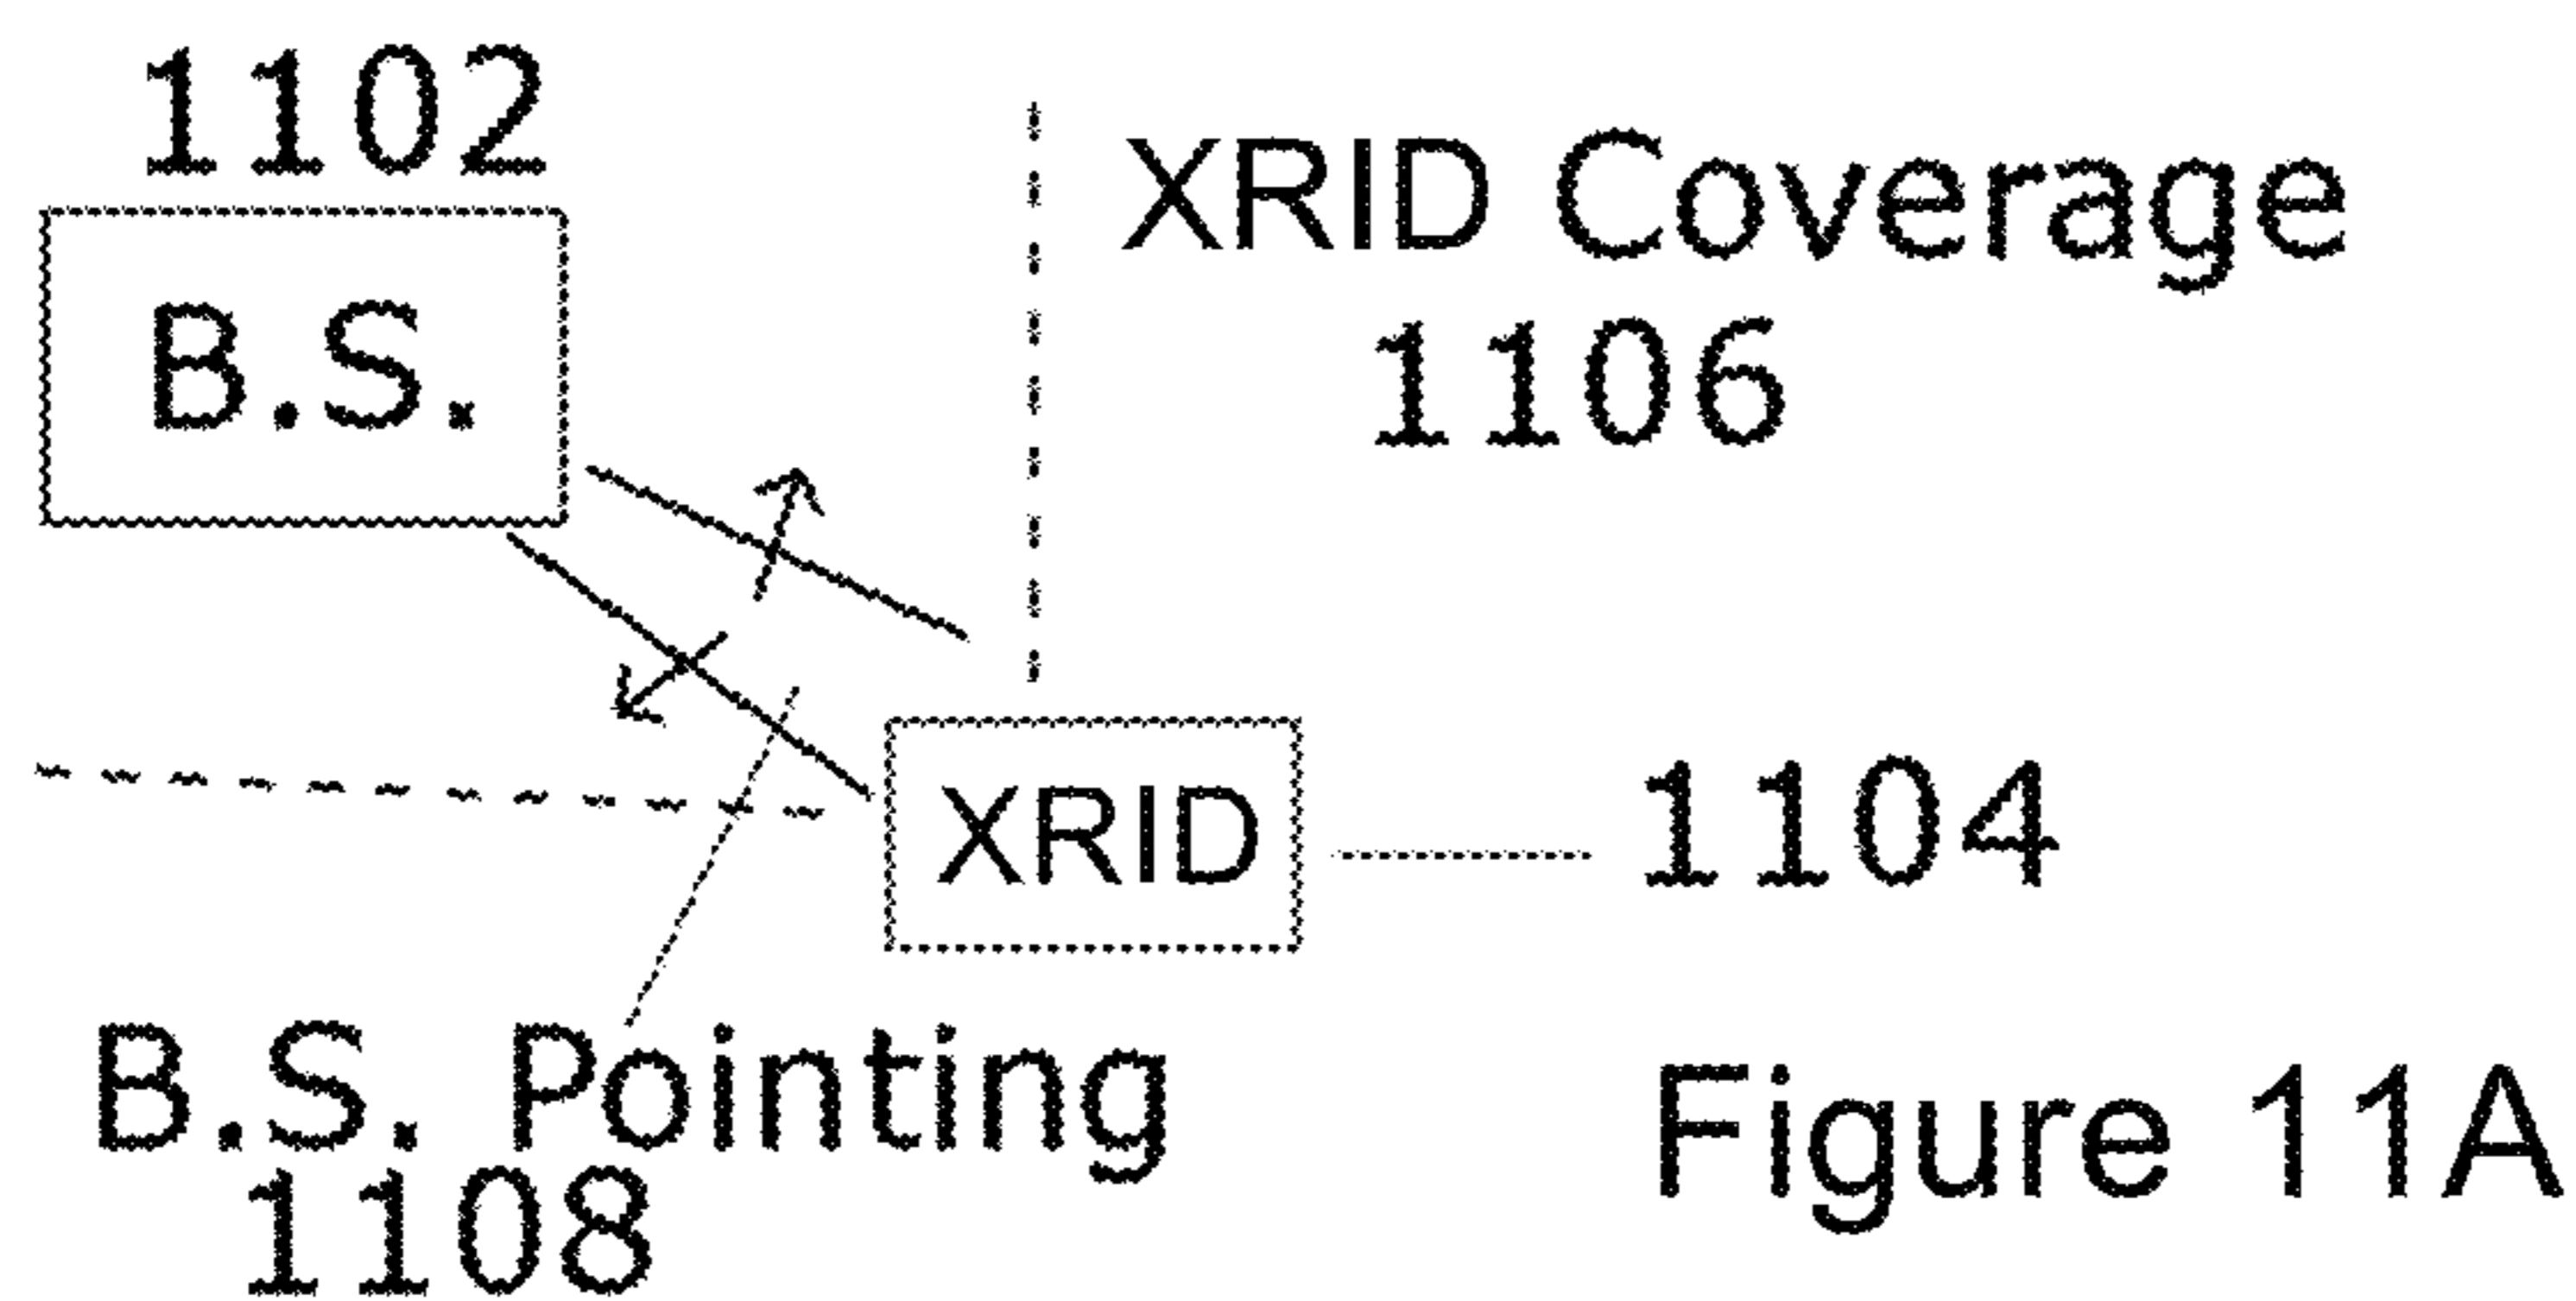 1102
B.S.
XRID Coverage
1106
XRID
1104
B.S. Pointing
1108
Figure 11A